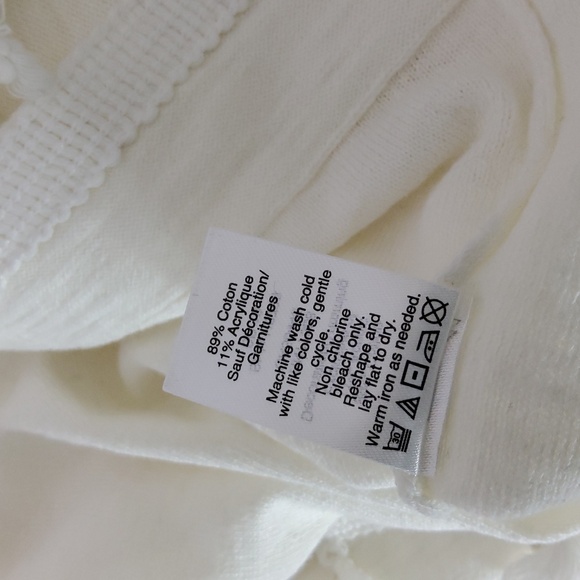 89% Coton
11% Acrylique
Sauf Décoration/
Garnitures
Machine wash cold
with like colors, gentle
cycle.
Non chlorine
bleach only.
Reshape and
lay flat to dry.
Warm iron as needed.
30